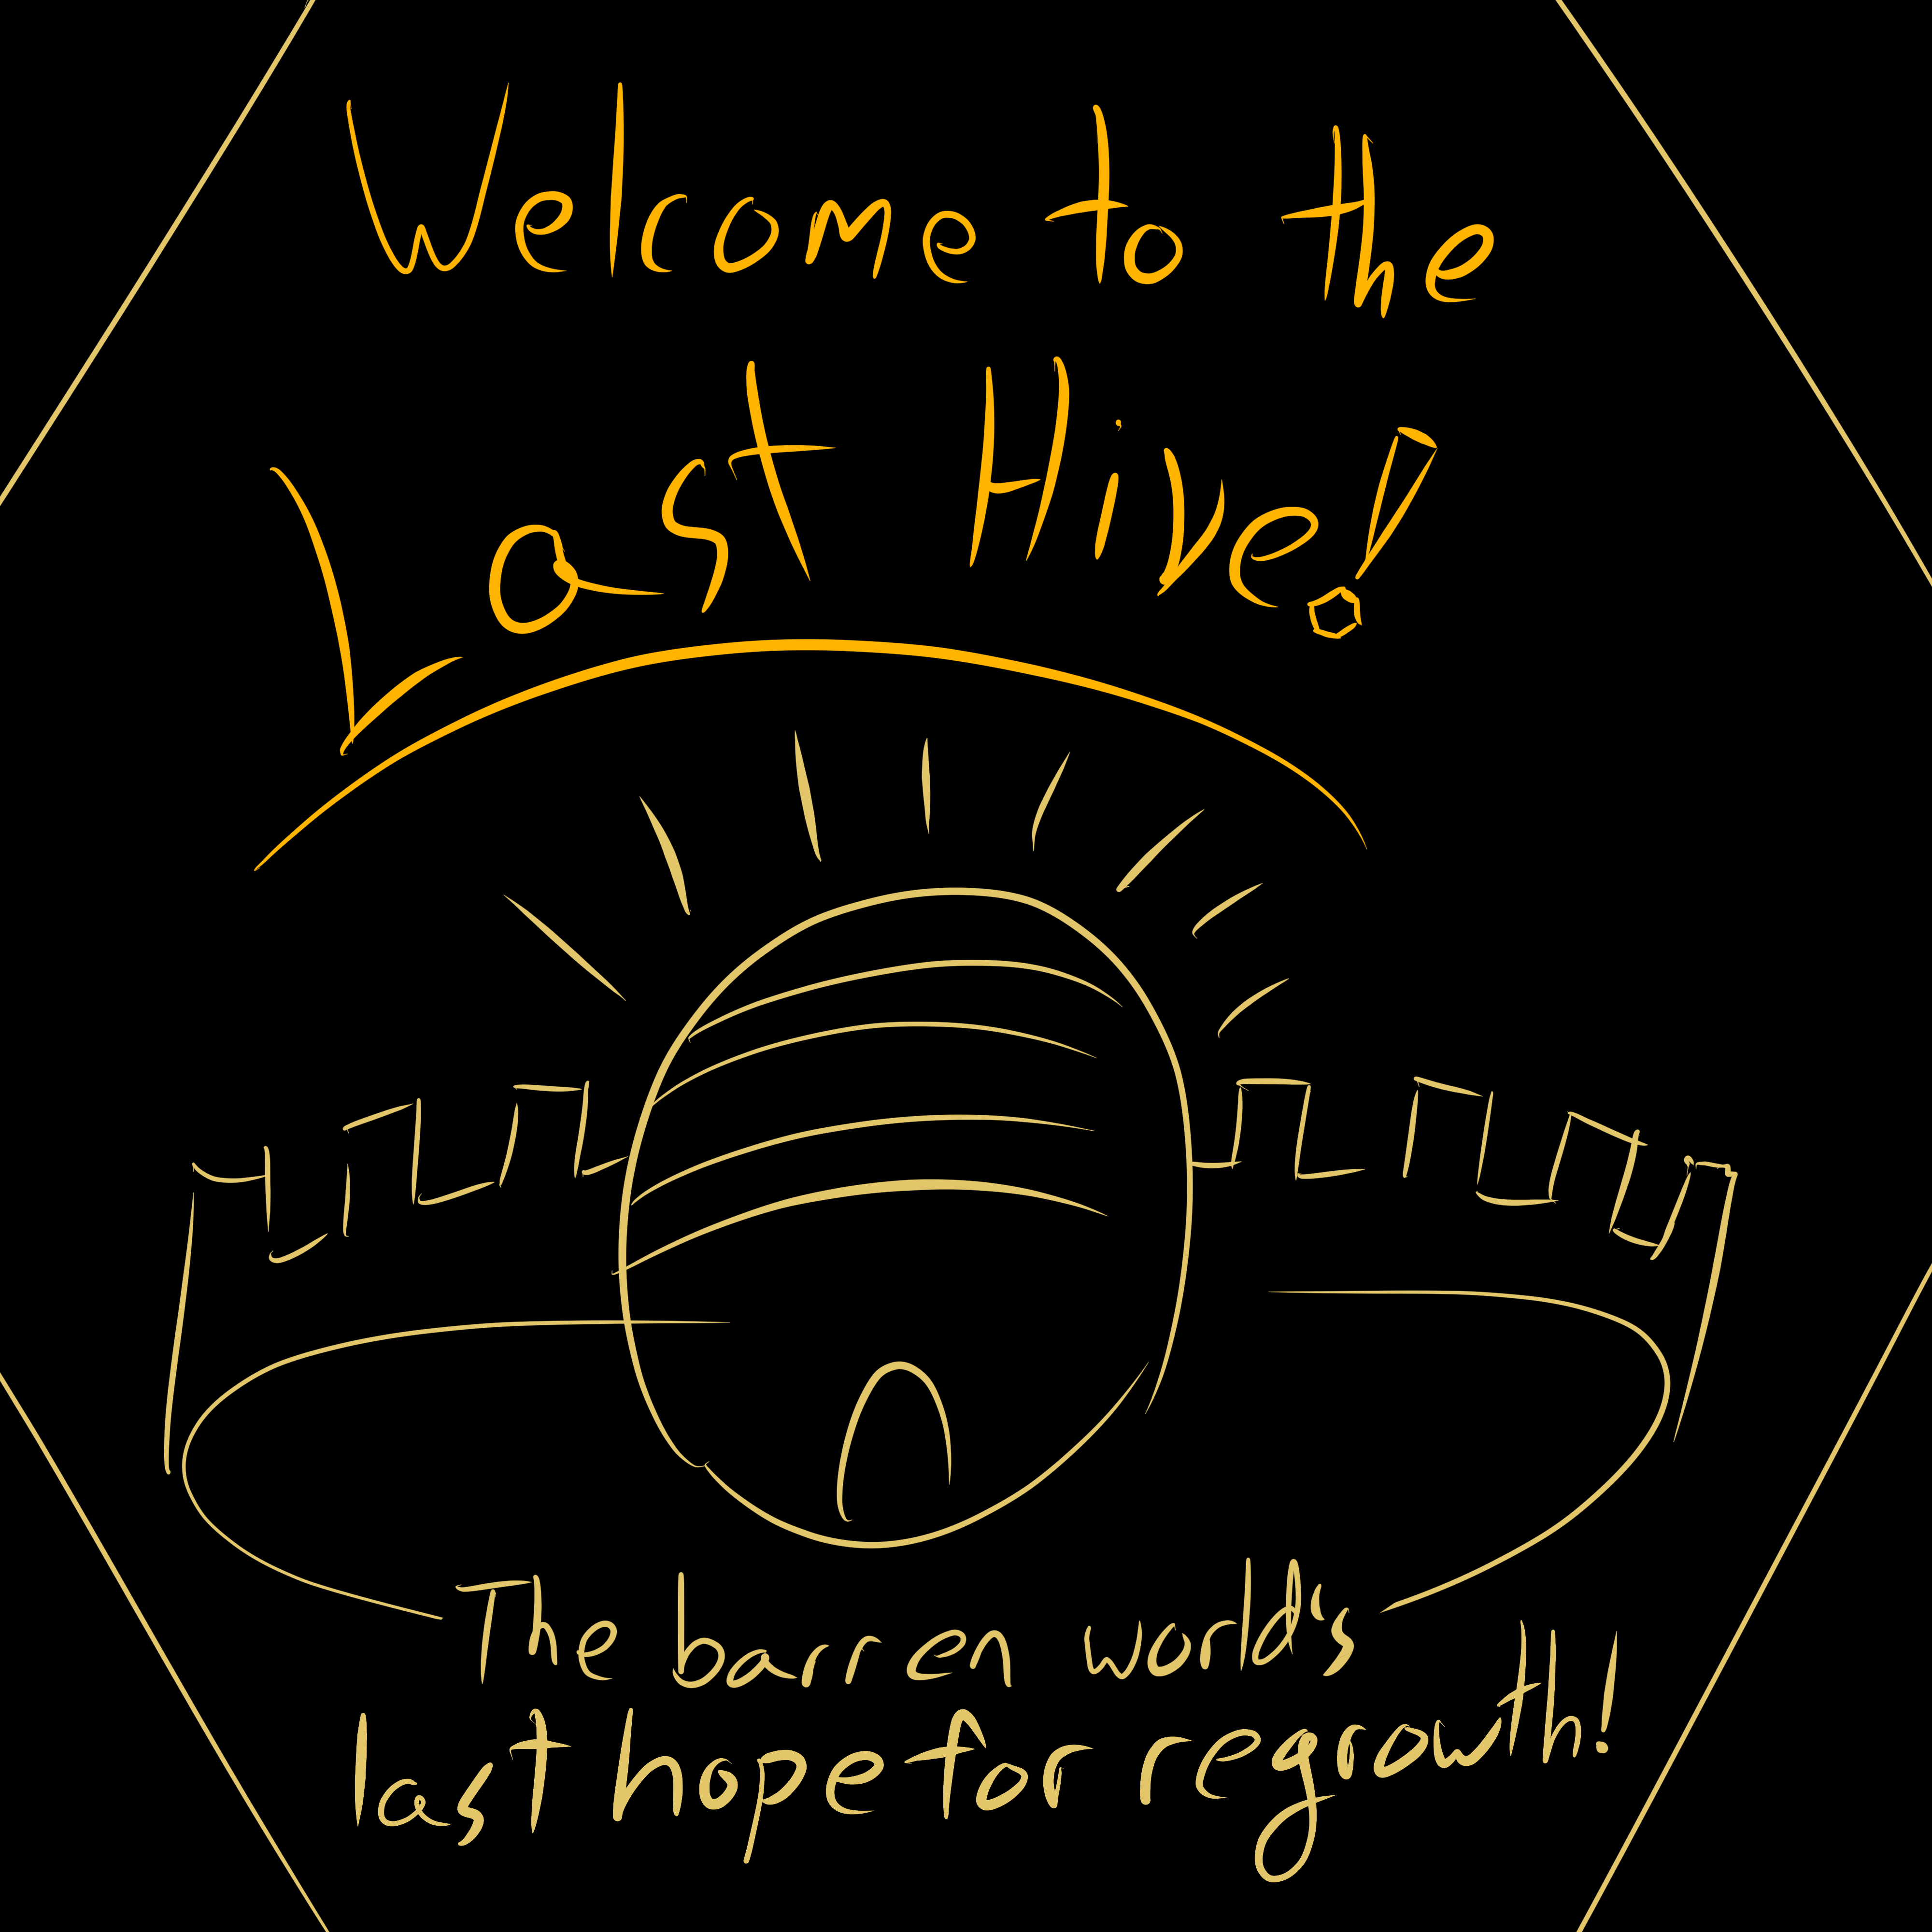 Welcome to the
Last Hive!
The barren world's
last hope for regrowth!